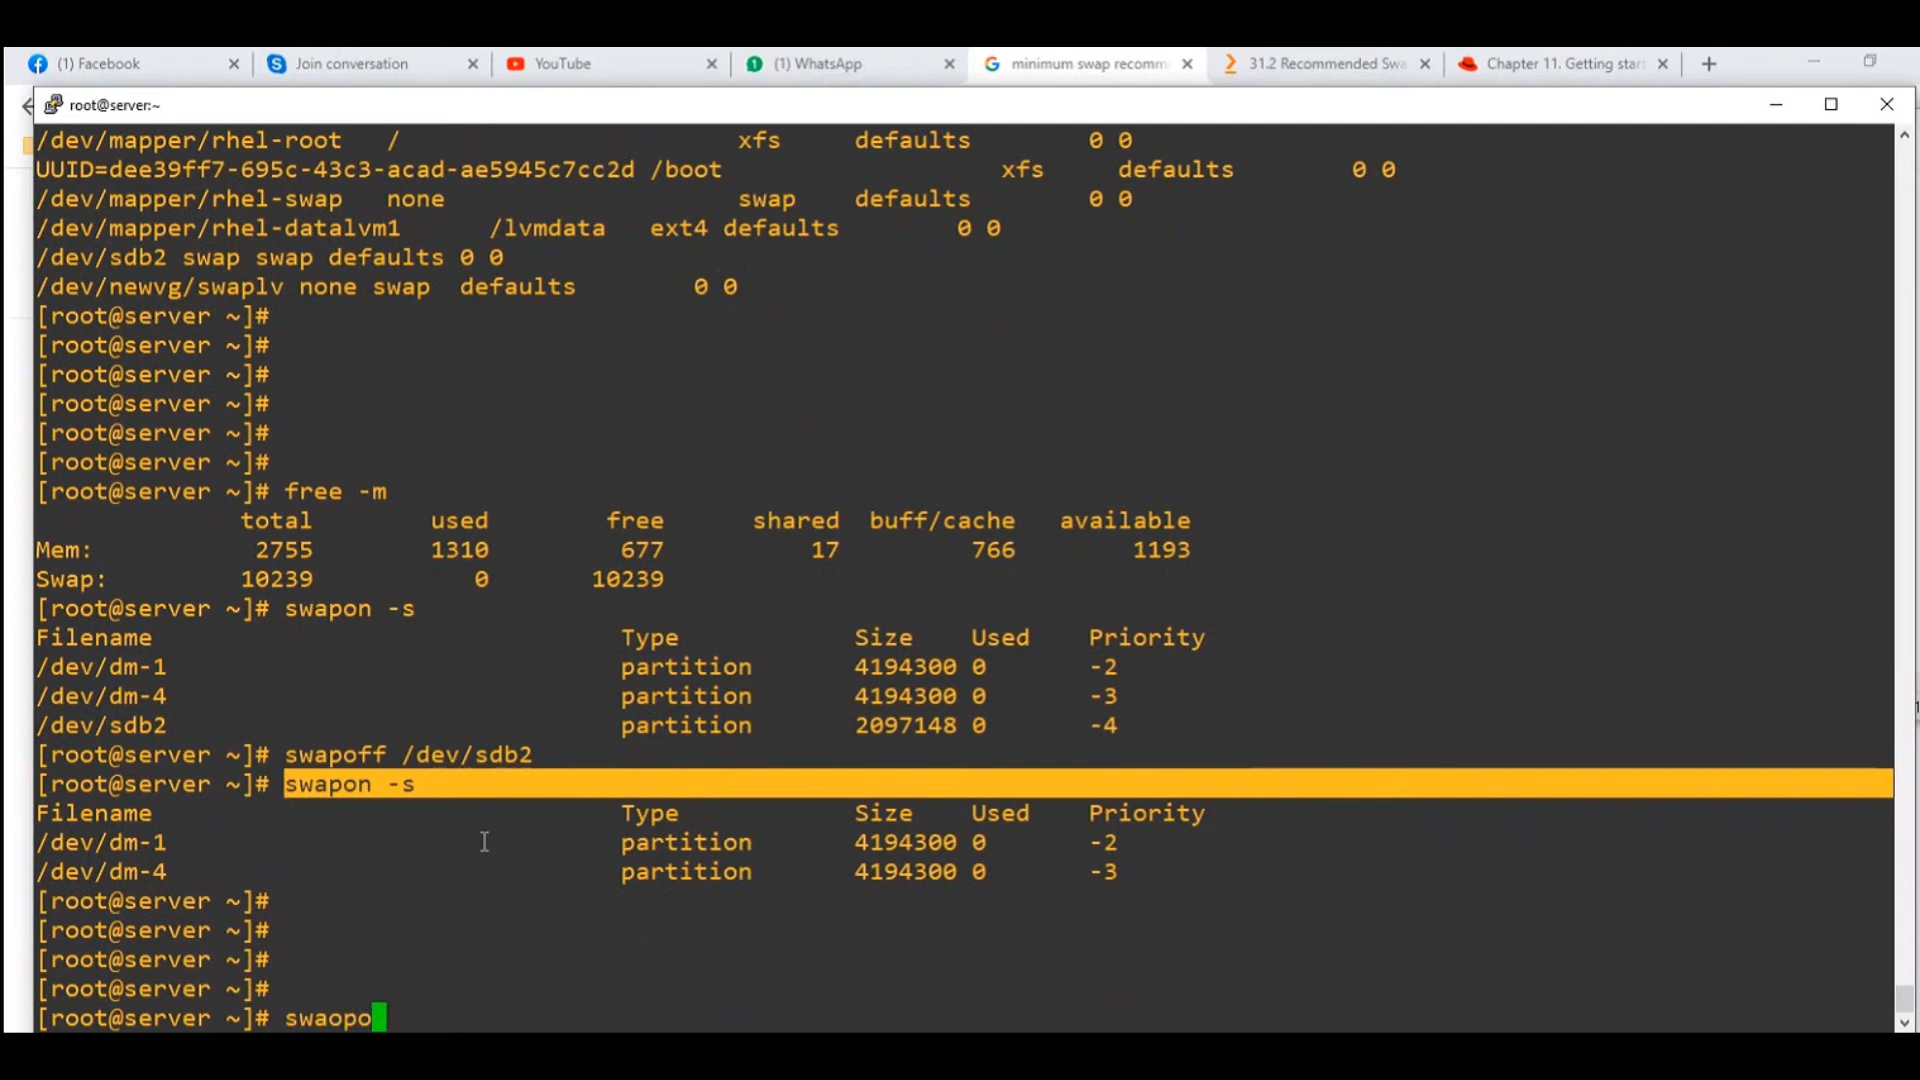 (1) Facebook
Join conversation
YouTube
(1) WhatsApp
minimum swap recomm
31.2 Recommended Swa
Chapter 11. Getting star
root@server:~
/dev/mapper/rhel-root / xfs defaults 0 0
UUID=dee39ff7-695c-43c3-acad-ae5945c7cc2d /boot xfs defaults 0 0
/dev/mapper/rhel-swap none swap defaults 0 0
/dev/mapper/rhel-datalvm1 /lvmdata ext4 defaults 0 0
/dev/sdb2 swap swap defaults 0 0
/dev/newvg/swaplv none swap defaults 0 0
[root@server ~]#
[root@server ~]#
[root@server ~]#
[root@server ~]#
[root@server ~]#
[root@server ~]#
[root@server ~]# free -m
total used free shared buff/cache available
Mem: 2755 1310 677 17 766 1193
Swap: 10239 0 10239
[root@server ~]# swapon -s
Filename Type Size Used Priority
/dev/dm-1 partition 4194300 0 -2
/dev/dm-4 partition 4194300 0 -3
/dev/sdb2 partition 2097148 0 -4
[root@server ~]# swapoff /dev/sdb2
[root@server ~]# swapon -s
Filename Type Size Used Priority
/dev/dm-1 partition 4194300 0 -2
/dev/dm-4 partition 4194300 0 -3
[root@server ~]#
[root@server ~]#
[root@server ~]#
[root@server ~]#
[root@server ~]# swaopo